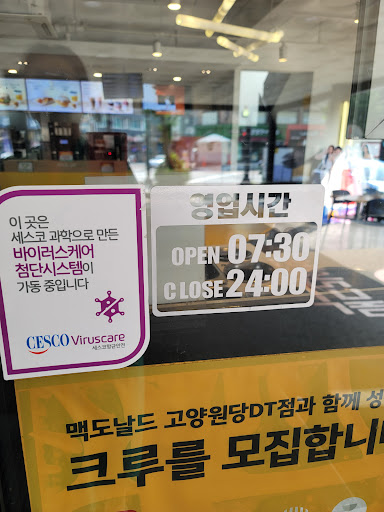 이 곳은
세스코 과학으로 만든
바이러스케어
첨단시스템이
가동 중입니다
CESCO Viruscare
세스코항균안전
영업시간
OPEN 07:30
CLOSE 24:00
맥도날드 고양원당DT점과 함께 성
크루를 모집합니